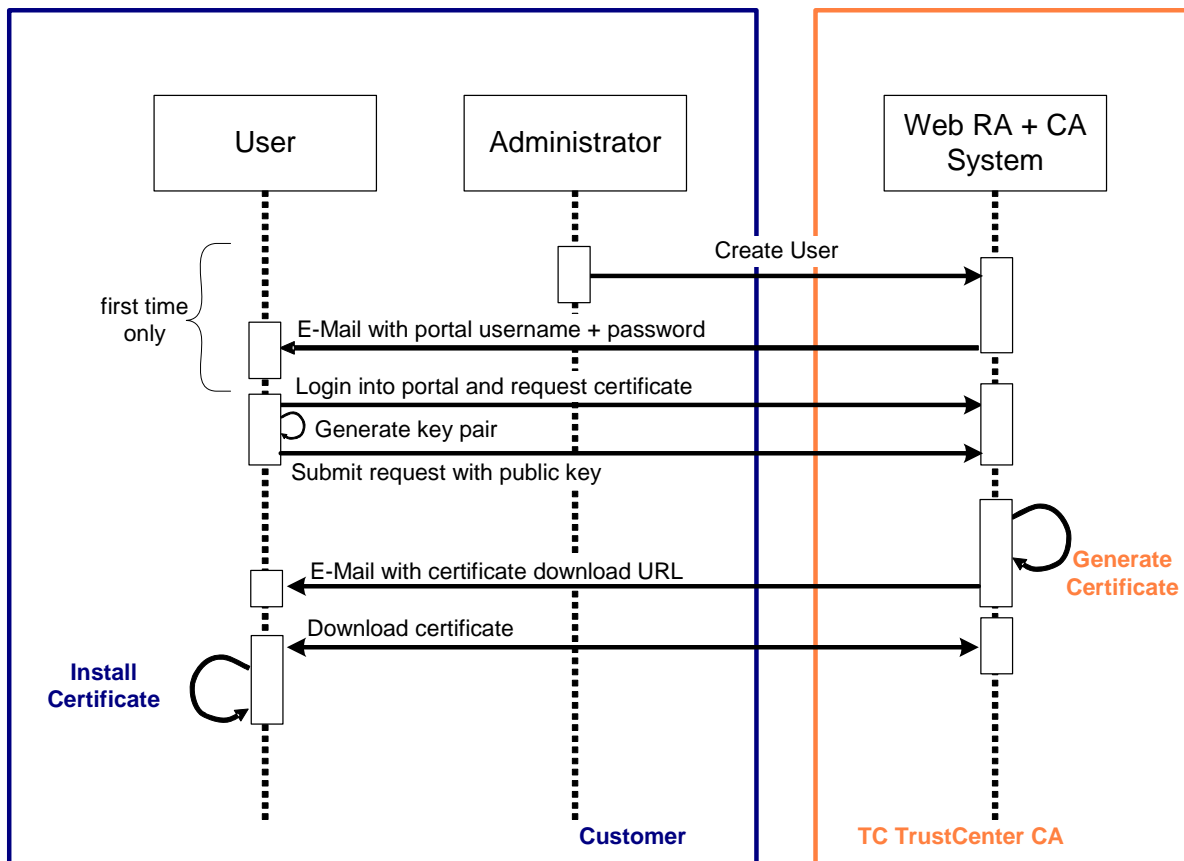 User
Administrator
Web RA + CA
System
Create User
first time
only
E-Mail with portal username + password
Login into portal and request certificate
Generate key pair
Submit request with public key
Generate
Certificate
E-Mail with certificate download URL
Download certificate
Install
Certificate
Customer
TC TrustCenter CA